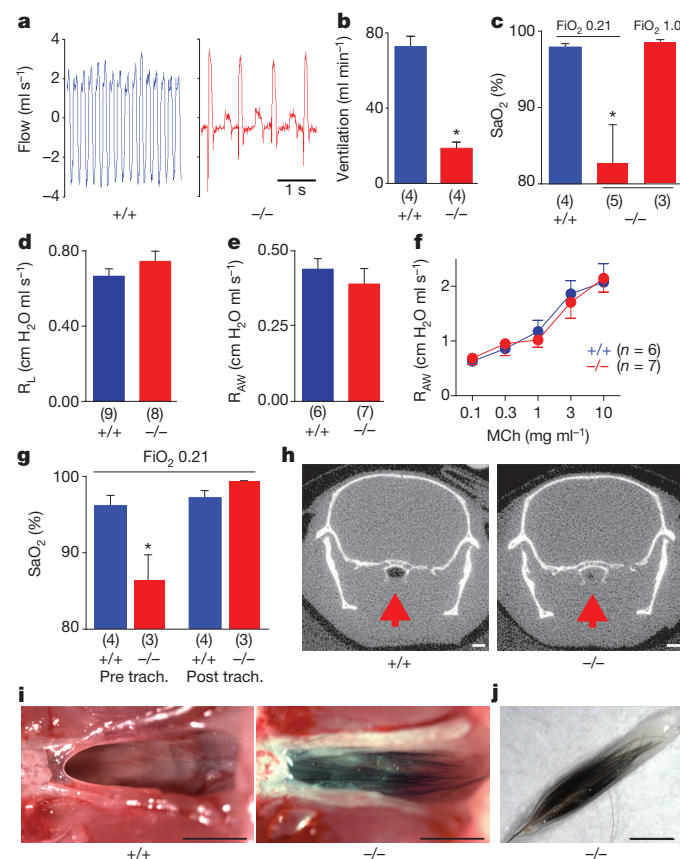 a
Flow (ml s⁻¹)
4
2
0
−2
−4
+/+
−/−
1 s
b
Ventilation (ml min⁻¹)
80
40
0
*
(4)
(4)
+/+
−/−
c
FiO₂ 0.21
FiO₂ 1.0
SaO₂ (%)
100
90
80
*
(4)
(5)
(3)
+/+
−/−
d
R_L (cm H₂O ml s⁻¹)
0.80
0.40
0.00
(9)
(8)
+/+
−/−
e
R_AW (cm H₂O ml s⁻¹)
0.50
0.25
0.00
(6)
(7)
+/+
−/−
f
R_AW (cm H₂O ml s⁻¹)
2
1
0
+/+ (n = 6)
−/− (n = 7)
0.1 0.3 1 3 10
MCh (mg ml⁻¹)
g
FiO₂ 0.21
SaO₂ (%)
100
90
80
*
(4) (3) (4) (3)
+/+ −/− +/+ −/−
Pre trach. Post trach.
h
+/+
−/−
i
+/+
−/−
j
−/−